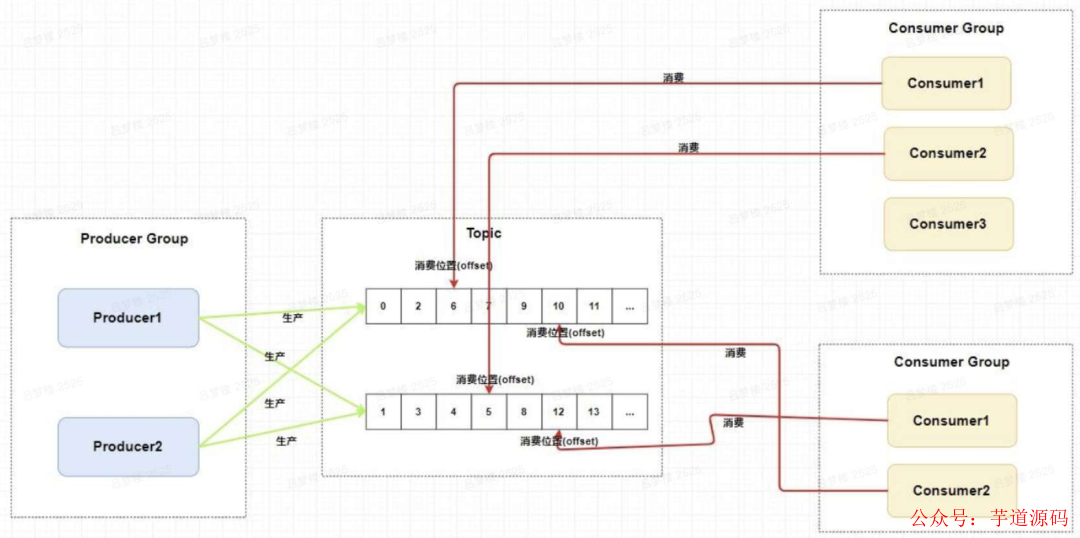 Consumer Group
Consumer1
消费
Consumer2
消费
Consumer3
Producer Group
Topic
消费位置(offset)
Producer1
生产
0 2 6 7 9 10 11 ...
消费位置(offset)
生产
消费
Consumer Group
消费位置(offset)
生产
1 3 4 5 8 12 13 ...
Consumer1
消费
Producer2
生产
消费位置(offset)
Consumer2
公众号：芋道源码